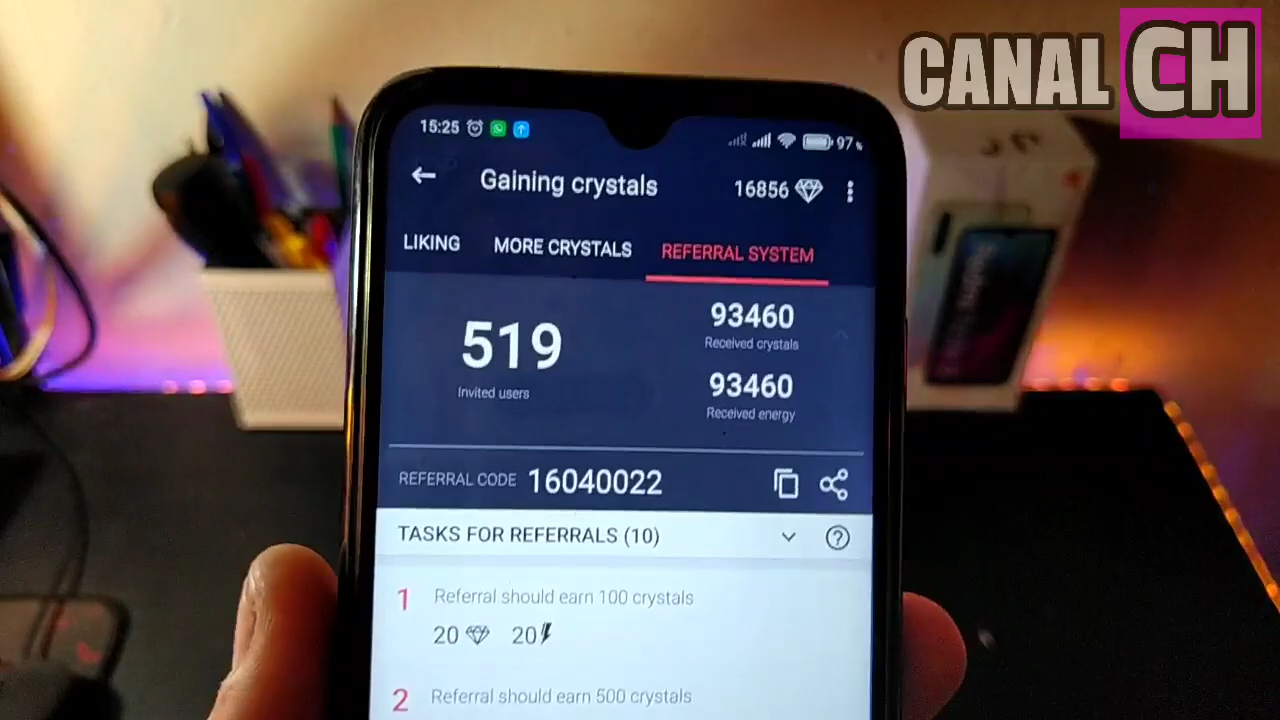 CANAL CH
15:25
97%
Gaining crystals
16856
LIKING
MORE CRYSTALS
REFERRAL SYSTEM
519
Invited users
93460
Received crystals
93460
Received energy
REFERRAL CODE 16040022
TASKS FOR REFERRALS (10)
1 Referral should earn 100 crystals
20 20
2 Referral should earn 500 crystals